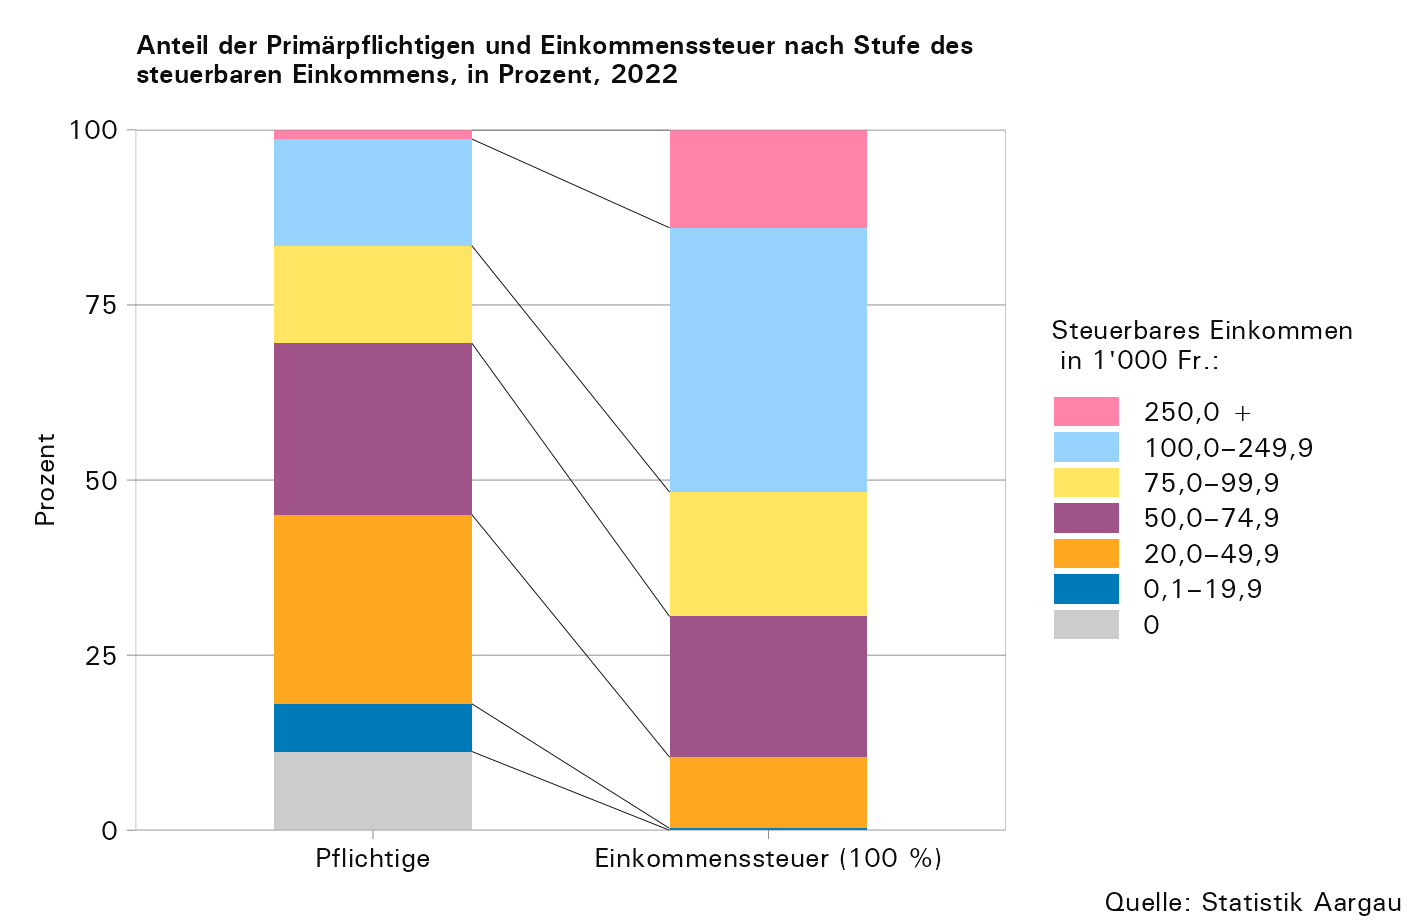 Anteil der Primärpflichtigen und Einkommenssteuer nach Stufe des
steuerbaren Einkommens, in Prozent, 2022
100
75
50
25
0
Prozent
Pflichtige
Einkommenssteuer (100 %)
Steuerbares Einkommen
in 1'000 Fr.:
250,0 +
100,0–249,9
75,0–99,9
50,0–74,9
20,0–49,9
0,1–19,9
0
Quelle: Statistik Aargau